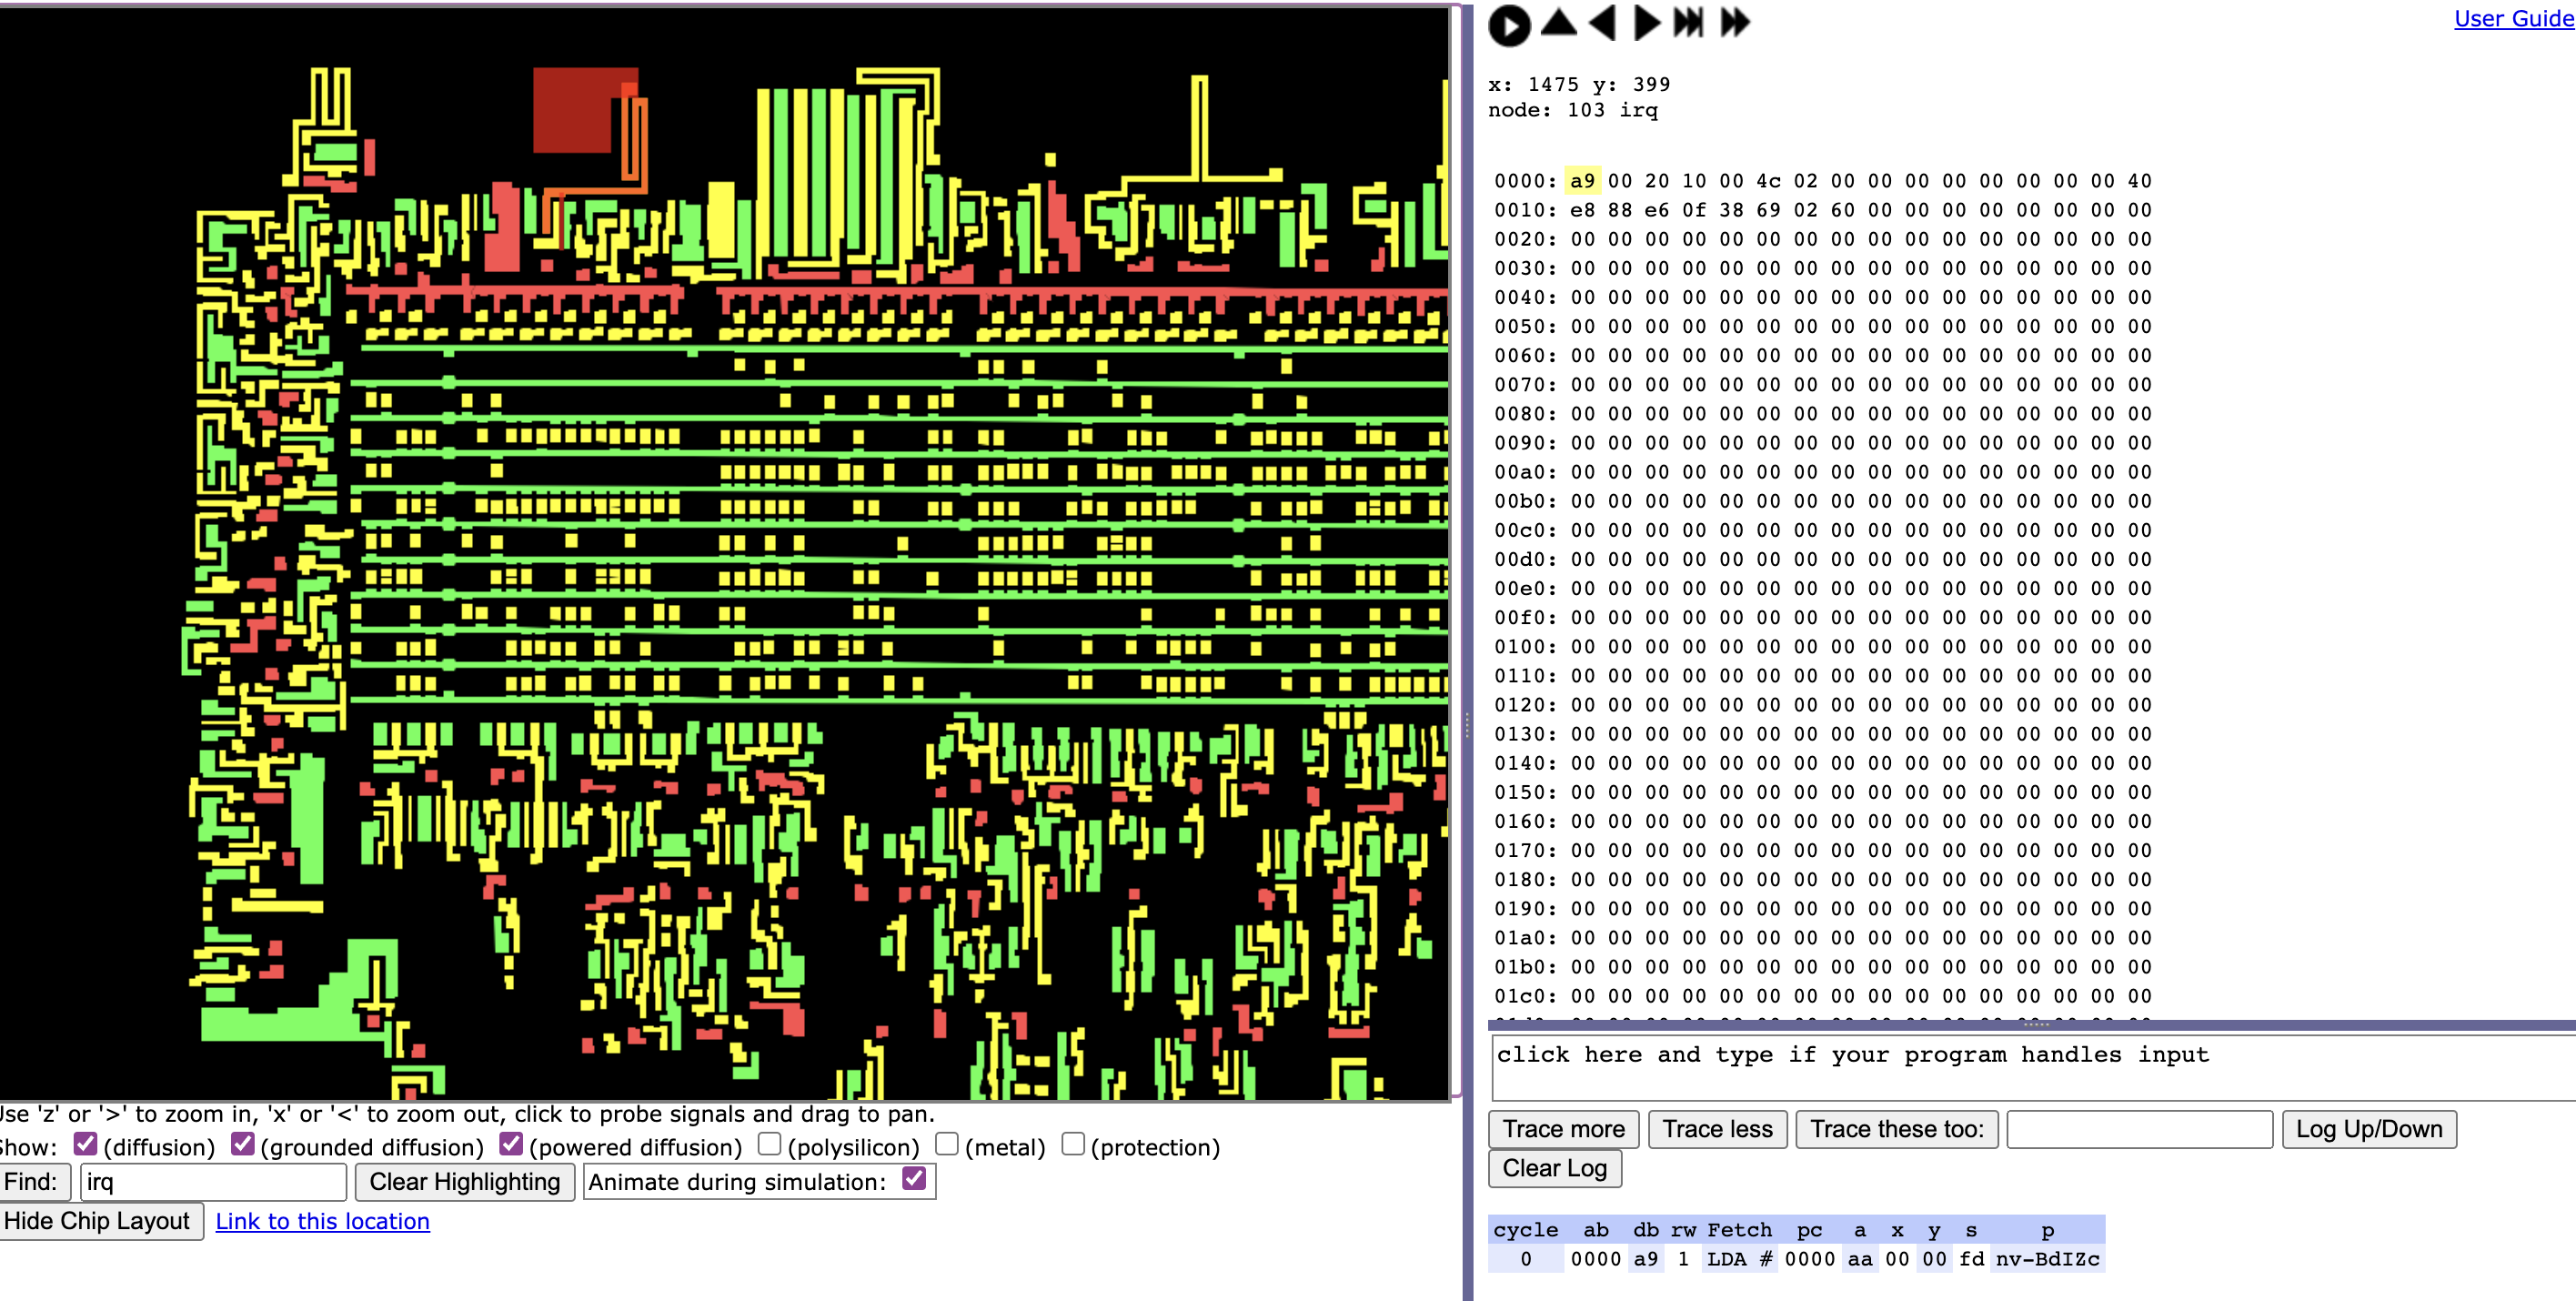 User Guide
x: 1475 y: 399
node: 103 irq
0000: a9 00 20 10 00 4c 02 00 00 00 00 00 00 00 00 40
0010: e8 88 e6 0f 38 69 02 60 00 00 00 00 00 00 00 00
0020: 00 00 00 00 00 00 00 00 00 00 00 00 00 00 00 00
0030: 00 00 00 00 00 00 00 00 00 00 00 00 00 00 00 00
0040: 00 00 00 00 00 00 00 00 00 00 00 00 00 00 00 00
0050: 00 00 00 00 00 00 00 00 00 00 00 00 00 00 00 00
0060: 00 00 00 00 00 00 00 00 00 00 00 00 00 00 00 00
0070: 00 00 00 00 00 00 00 00 00 00 00 00 00 00 00 00
0080: 00 00 00 00 00 00 00 00 00 00 00 00 00 00 00 00
0090: 00 00 00 00 00 00 00 00 00 00 00 00 00 00 00 00
00a0: 00 00 00 00 00 00 00 00 00 00 00 00 00 00 00 00
00b0: 00 00 00 00 00 00 00 00 00 00 00 00 00 00 00 00
00c0: 00 00 00 00 00 00 00 00 00 00 00 00 00 00 00 00
00d0: 00 00 00 00 00 00 00 00 00 00 00 00 00 00 00 00
00e0: 00 00 00 00 00 00 00 00 00 00 00 00 00 00 00 00
00f0: 00 00 00 00 00 00 00 00 00 00 00 00 00 00 00 00
0100: 00 00 00 00 00 00 00 00 00 00 00 00 00 00 00 00
0110: 00 00 00 00 00 00 00 00 00 00 00 00 00 00 00 00
0120: 00 00 00 00 00 00 00 00 00 00 00 00 00 00 00 00
0130: 00 00 00 00 00 00 00 00 00 00 00 00 00 00 00 00
0140: 00 00 00 00 00 00 00 00 00 00 00 00 00 00 00 00
0150: 00 00 00 00 00 00 00 00 00 00 00 00 00 00 00 00
0160: 00 00 00 00 00 00 00 00 00 00 00 00 00 00 00 00
0170: 00 00 00 00 00 00 00 00 00 00 00 00 00 00 00 00
0180: 00 00 00 00 00 00 00 00 00 00 00 00 00 00 00 00
0190: 00 00 00 00 00 00 00 00 00 00 00 00 00 00 00 00
01a0: 00 00 00 00 00 00 00 00 00 00 00 00 00 00 00 00
01b0: 00 00 00 00 00 00 00 00 00 00 00 00 00 00 00 00
01c0: 00 00 00 00 00 00 00 00 00 00 00 00 00 00 00 00
click here and type if your program handles input
Trace more Trace less Trace these too: Log Up/Down
Clear Log
cycle ab db rw Fetch pc a x y s p
0 0000 a9 1 LDA # 0000 aa 00 00 fd nv-BdIZc
Use 'z' or '>' to zoom in, 'x' or '<' to zoom out, click to probe signals and drag to pan.
Show: (diffusion) (grounded diffusion) (powered diffusion) (polysilicon) (metal) (protection)
Find: irq Clear Highlighting Animate during simulation:
Hide Chip Layout Link to this location